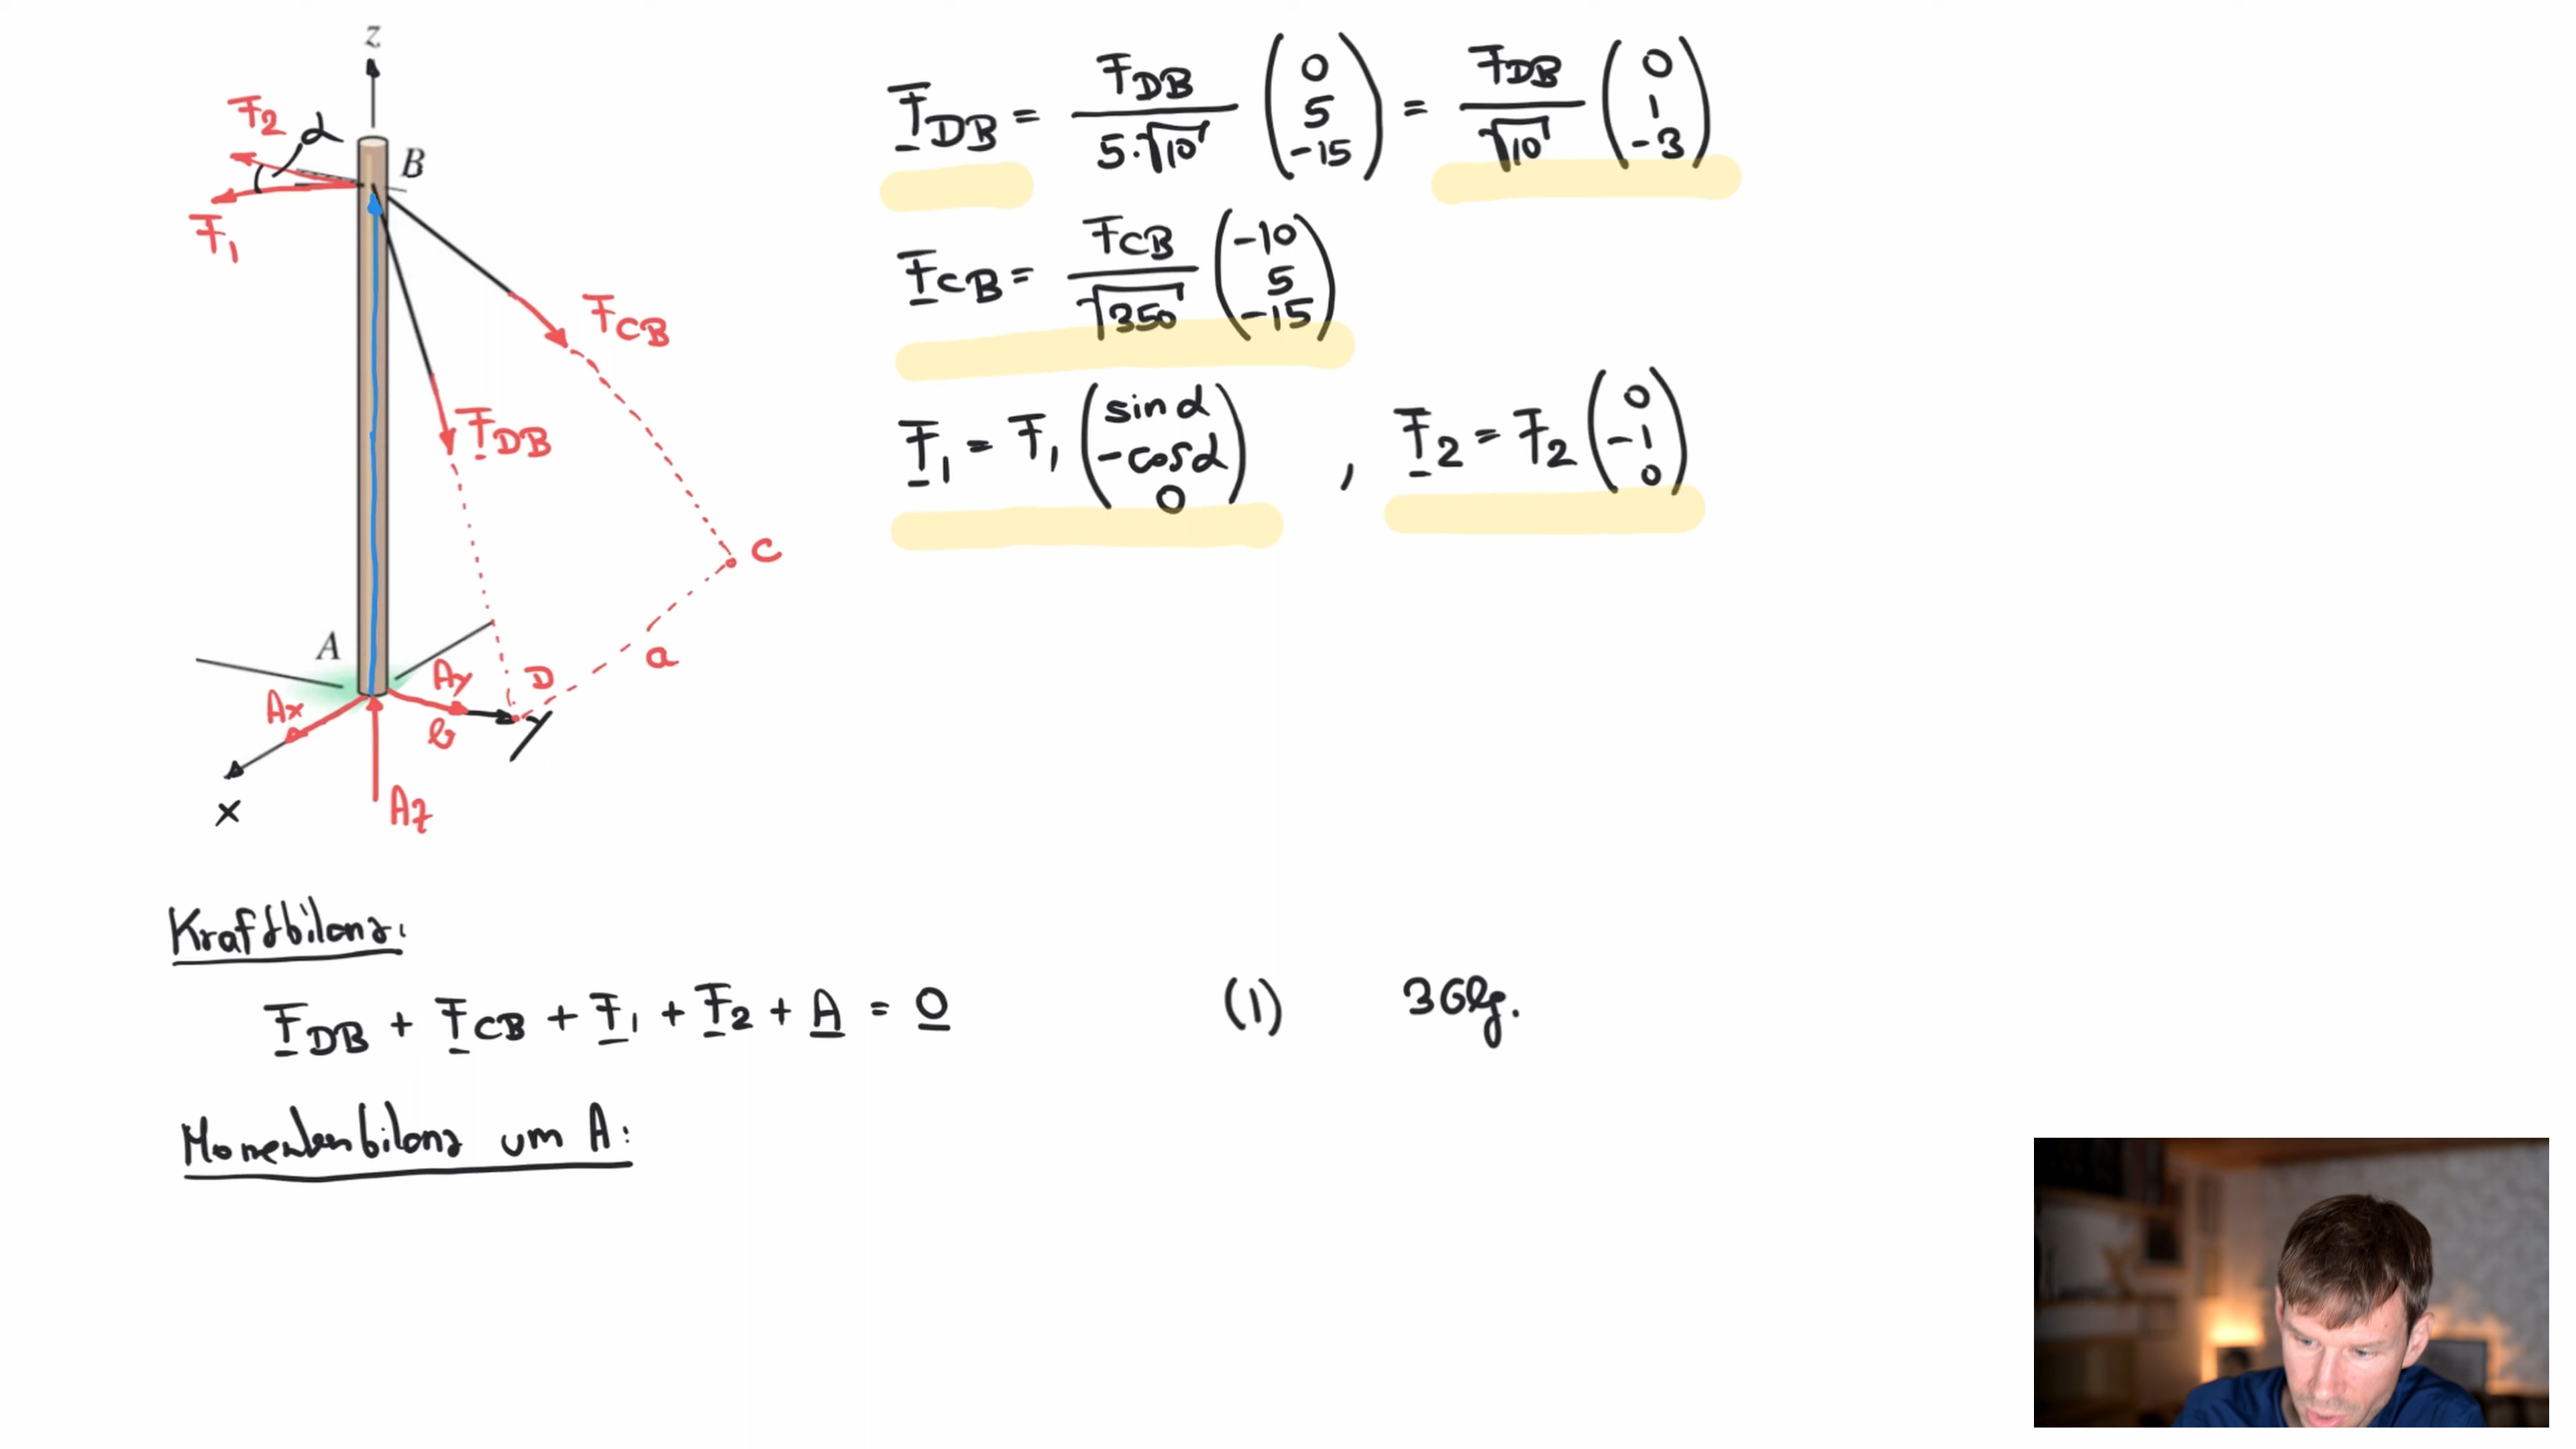 z
F2
α
B
F1
FCB
FDB
C
A
Ay
D
a
Ax
b
y
x
Az
FDB = FDB / 5·√10 (0 5 -15) = FDB / √10 (0 1 -3)
FCB = FCB / √350 (-10 5 -15)
F1 = F1 (sin α -cos α 0) , F2 = F2 (0 -1 0)
Kraftbilanz:
FDB + FCB + F1 + F2 + A = 0 (1) 3 Glg.
Momentenbilanz um A: